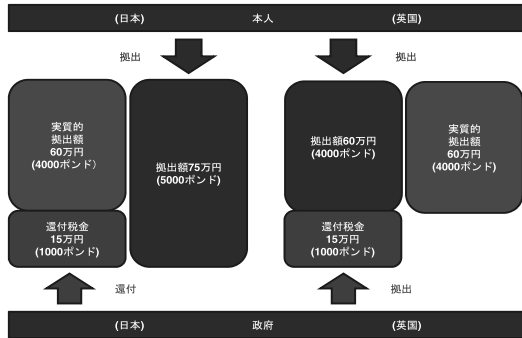 (日本) 本人 (英国)
拠出 拠出
実質的
拠出額
60万円
(4000ポンド)
拠出額75万円
(5000ポンド)
拠出額60万円
(4000ポンド)
実質的
拠出額
60万円
(4000ポンド)
還付税金
15万円
(1000ポンド)
還付税金
15万円
(1000ポンド)
還付 拠出
(日本) 政府 (英国)